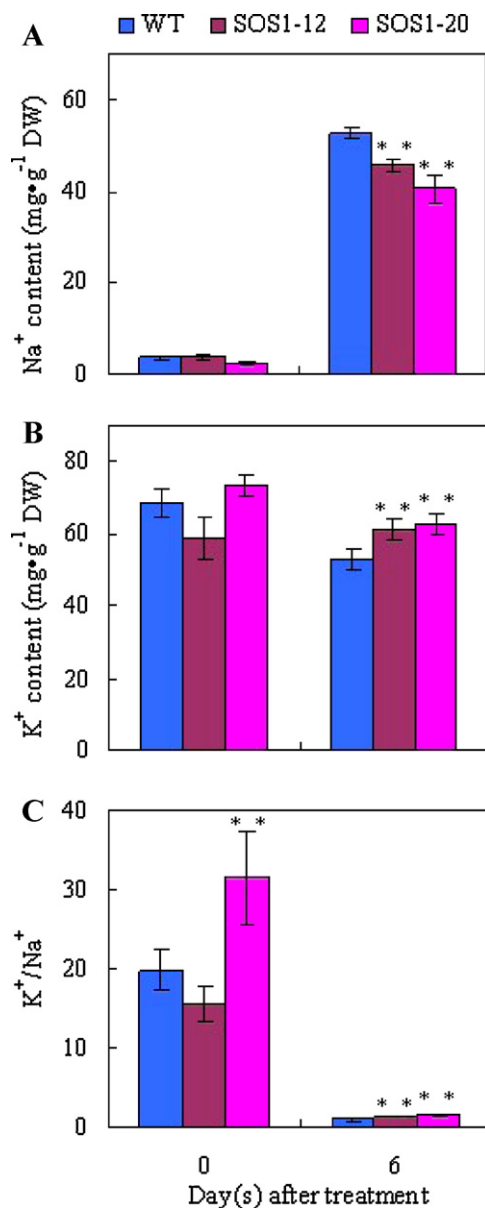 WT SOS1-12 SOS1-20
A
Na⁺ content (mg•g⁻¹ DW)
60
40
20
0
* * * *
B
K⁺ content (mg•g⁻¹ DW)
80
60
40
20
0
* * * *
C
K⁺/Na⁺
40
30
20
10
0
* *
* * * *
0 6
Day(s) after treatment